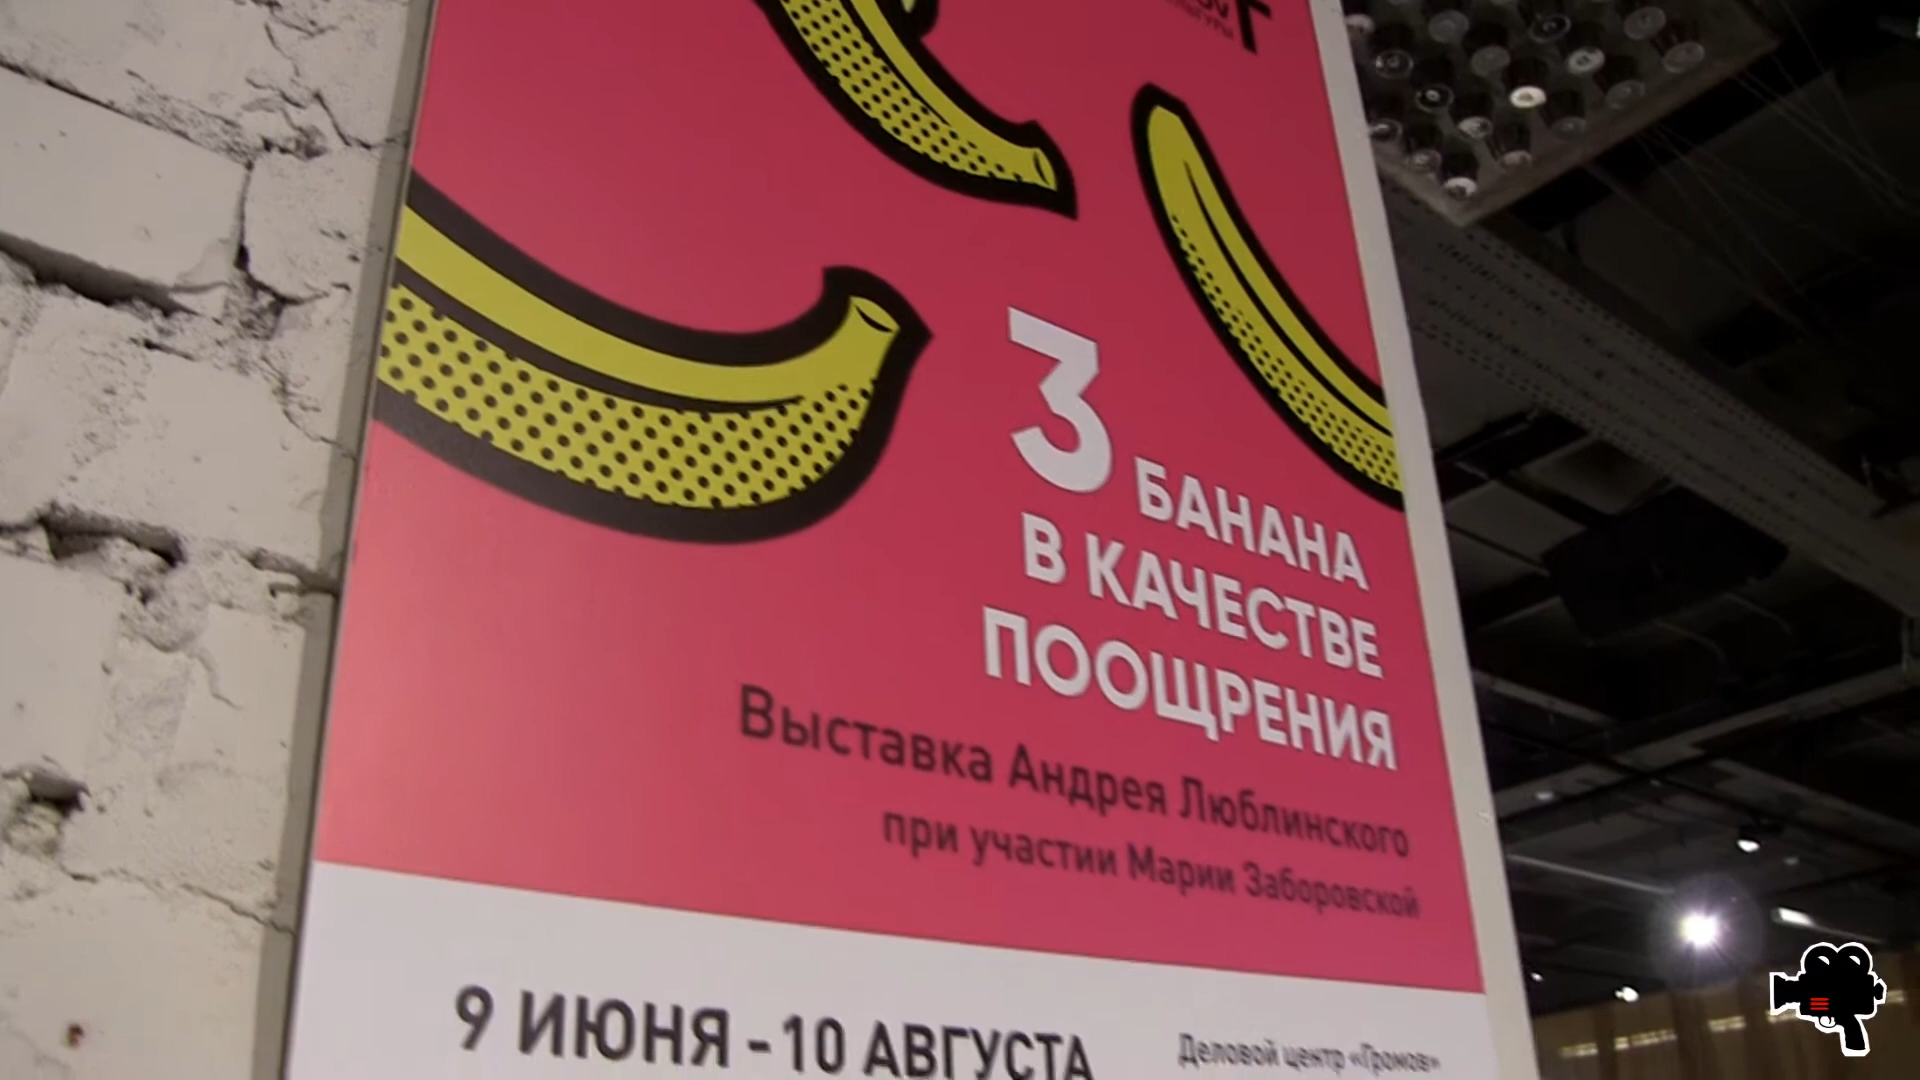 3 БАНАНА
В КАЧЕСТВЕ
ПООЩРЕНИЯ
Выставка Андрея Люблинского
при участии Марии Заборовской
9 ИЮНЯ - 10 АВГУСТА
Деловой центр «Громов»